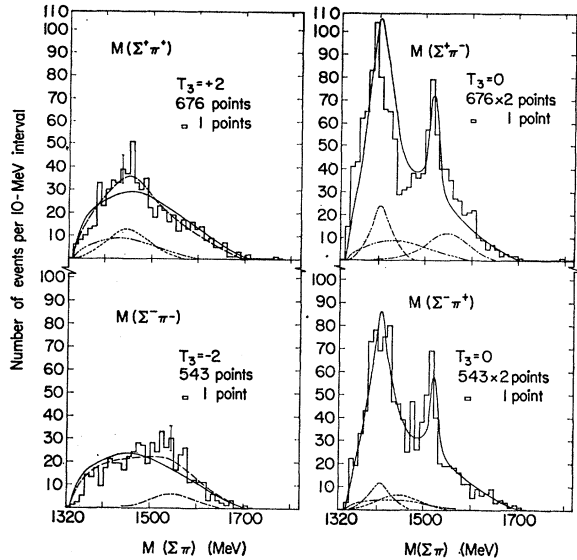 Number of events per 10-MeV interval
110
100
90
80
70
60
50
40
30
20
10
M(Σ⁺π⁺)
T₃=+2
676 points
1 points
110
100
90
80
70
60
50
40
30
20
10
M(Σ⁺π⁻)
T₃=0
676×2 points
1 point
1500
1700
1500
1700
100
90
80
70
60
50
40
30
20
10
M(Σ⁻π-)
T₃=-2
543 points
1 point
100
90
80
70
60
50
40
30
20
10
M(Σ⁻π⁺)
T₃=0
543×2 points
1 point
1320
1500
1700
1320
1500
1700
M (Σπ) (MeV)
M(Σπ) (MeV)